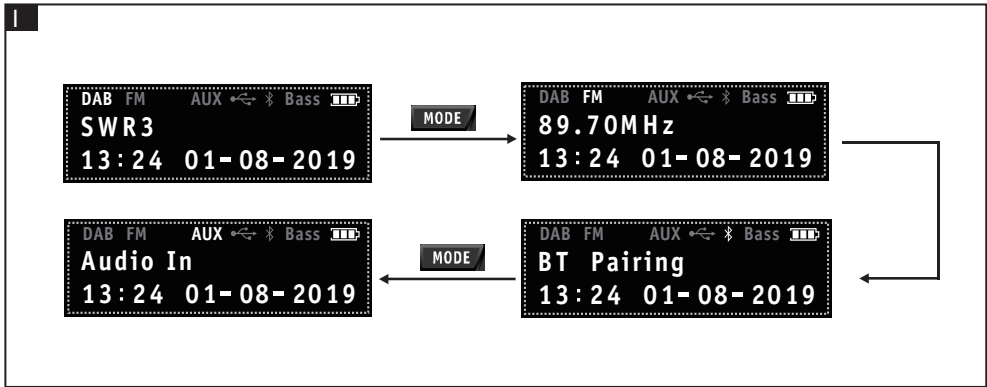 I
DAB FM AUX Bass
SWR3
13:24 01-08-2019
MODE
DAB FM AUX Bass
89.70MHz
13:24 01-08-2019
DAB FM AUX Bass
BT Pairing
13:24 01-08-2019
MODE
DAB FM AUX Bass
Audio In
13:24 01-08-2019